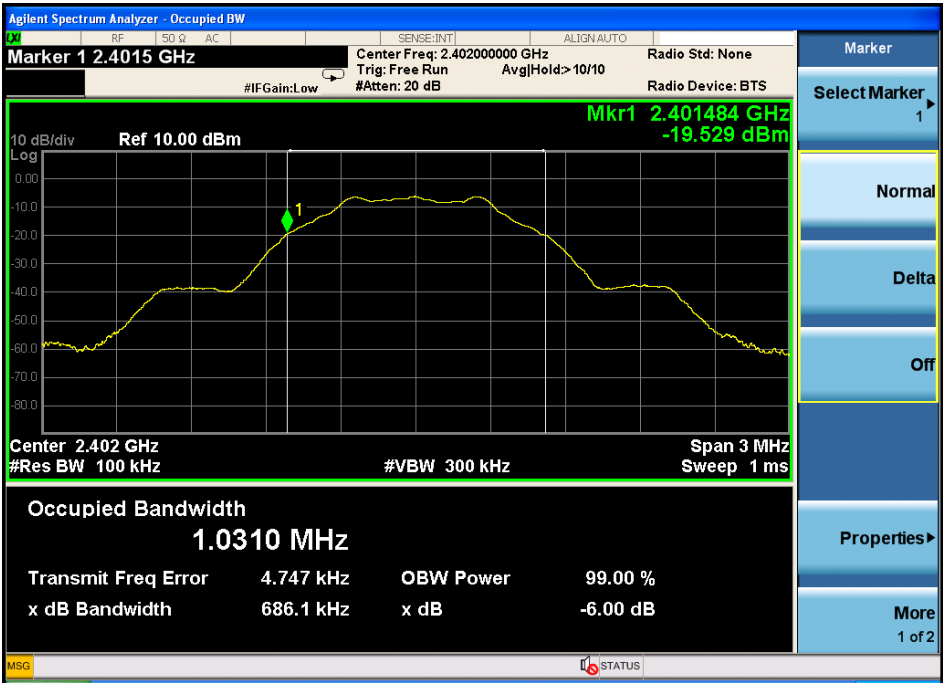 Agilent Spectrum Analyzer - Occupied BW
LXI RF 50 Ω AC SENSE:INT ALIGN AUTO
Marker 1 2.4015 GHz
Center Freq: 2.402000000 GHz
Radio Std: None
Trig: Free Run Avg|Hold:>10/10
#IFGain:Low
#Atten: 20 dB
Radio Device: BTS
Mkr1 2.401484 GHz
-19.529 dBm
10 dB/div Ref 10.00 dBm
Log
0.00
-10.0
-20.0
-30.0
-40.0
-50.0
-60.0
-70.0
-80.0
1
Center 2.402 GHz
Span 3 MHz
#Res BW 100 kHz
#VBW 300 kHz
Sweep 1 ms
Occupied Bandwidth
1.0310 MHz
Transmit Freq Error 4.747 kHz OBW Power 99.00 %
x dB Bandwidth 686.1 kHz x dB -6.00 dB
MSG STATUS
Marker
Select Marker
1
Normal
Delta
Off
Properties
More
1 of 2